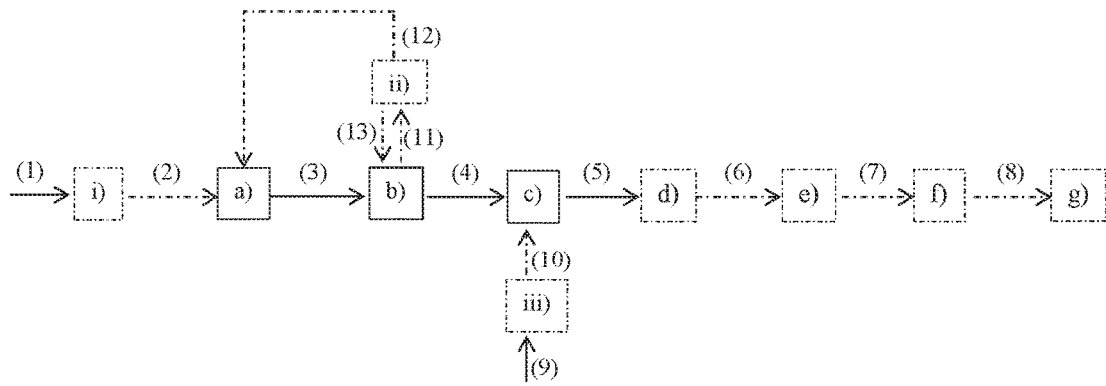 (12)
ii)
(13) (11)
(1) (2) (3) (4) (5) (6) (7) (8)
i) a) b) c) d) e) f) g)
(10)
iii)
(9)